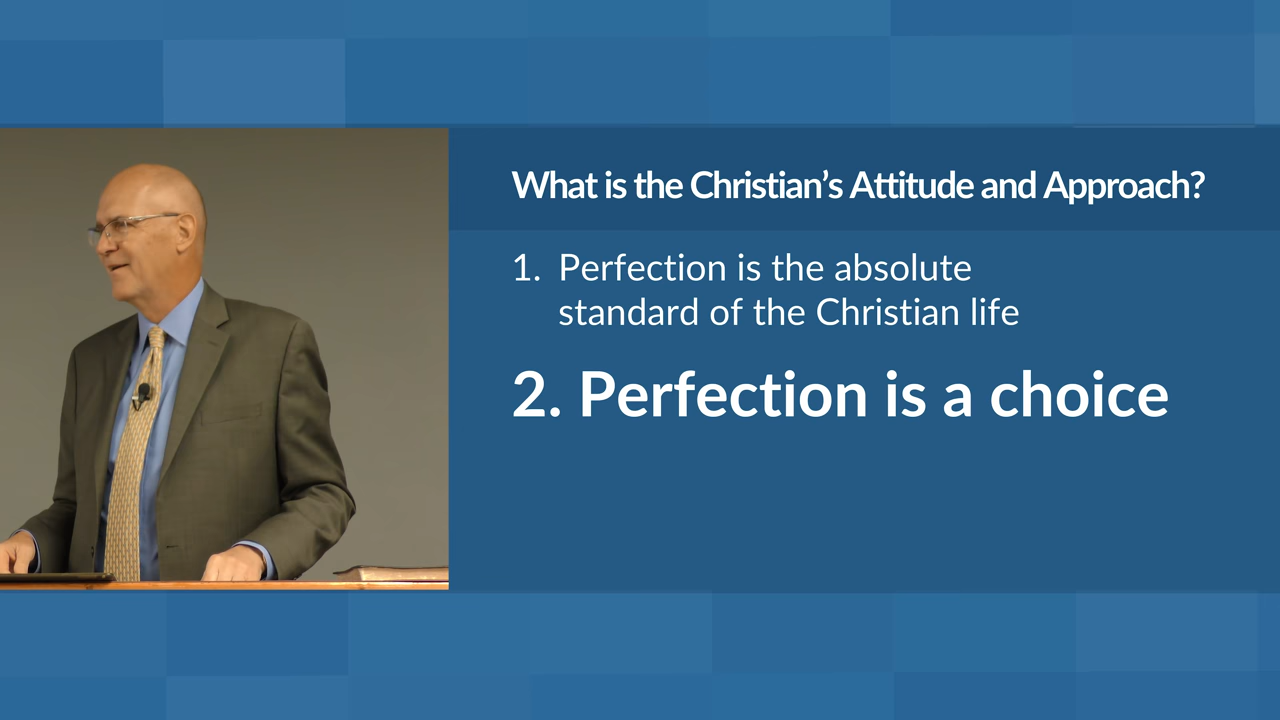 What is the Christian’s Attitude and Approach?
1. Perfection is the absolute
standard of the Christian life
2. Perfection is a choice